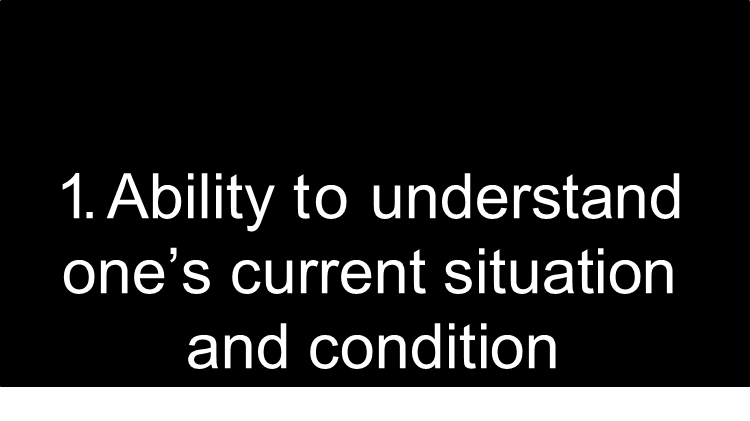 1. Ability to understand
one’s current situation
and condition